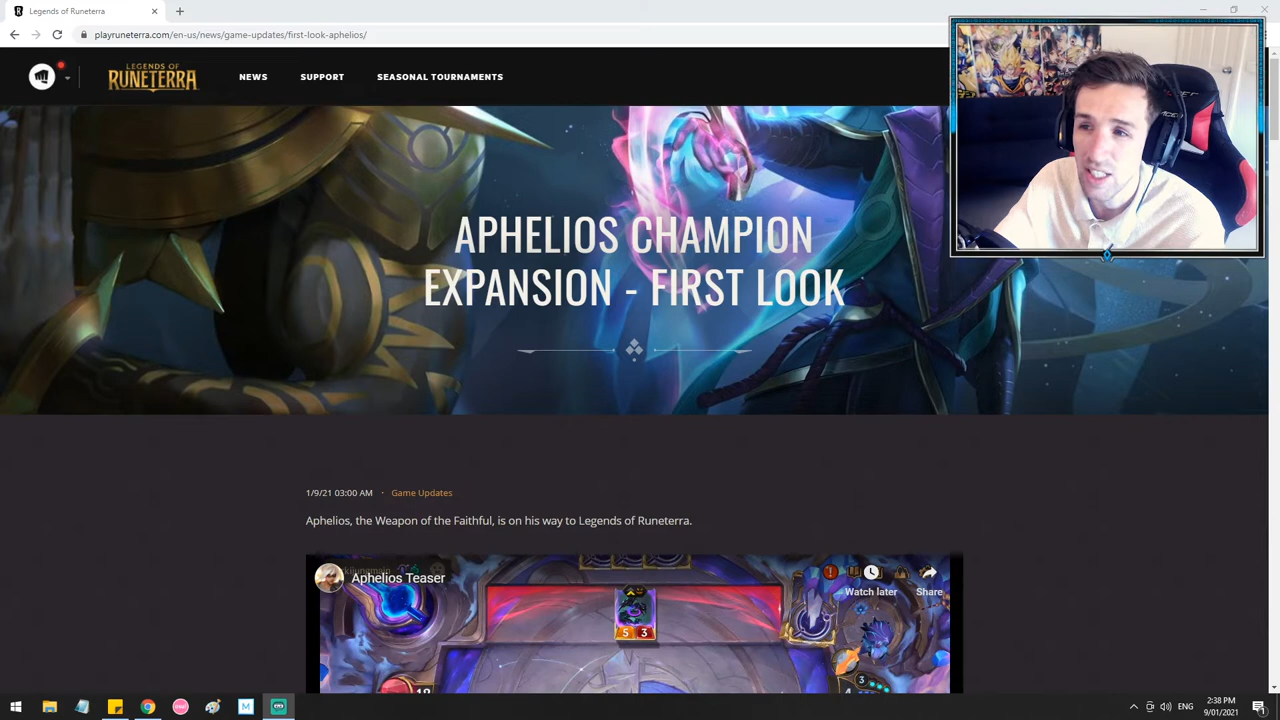 Legends of Runeterra
playruneterra.com/en-us/news/game-updates/first
LEGENDS OF
RUNETERRA
NEWS
SUPPORT
SEASONAL TOURNAMENTS
APHELIOS CHAMPION
EXPANSION - FIRST LOOK
1/9/21 03:00 AM · Game Updates
Aphelios, the Weapon of the Faithful, is on his way to Legends of Runeterra.
Aphelios Teaser
Watch later
Share
5 3
3
M
ENG
2:38 PM
9/01/2021